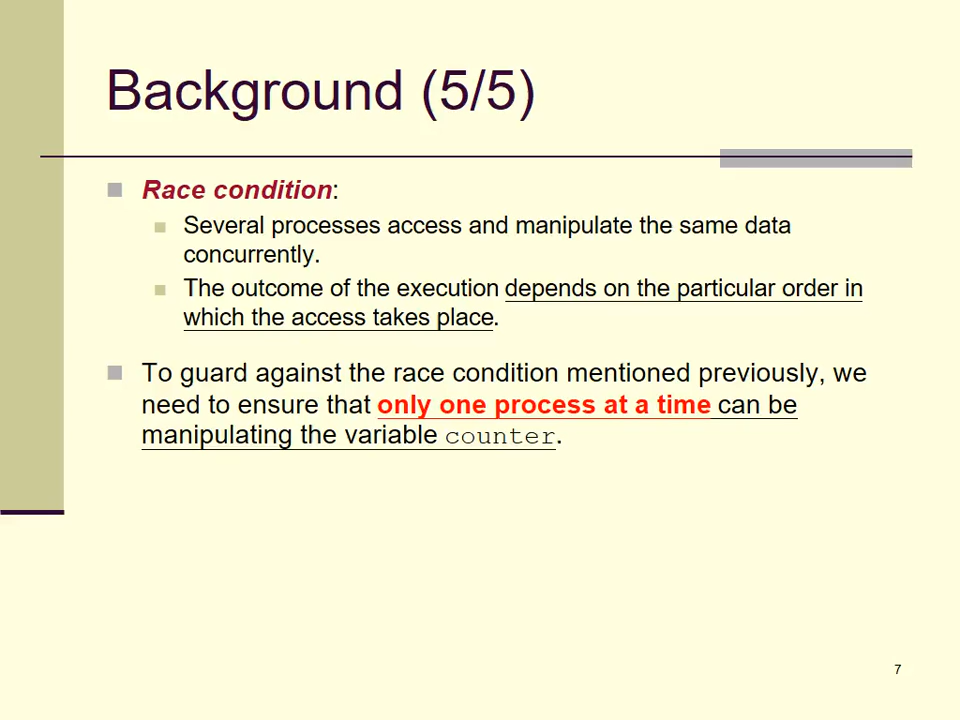 Background (5/5)
Race condition:
Several processes access and manipulate the same data
concurrently.
The outcome of the execution depends on the particular order in
which the access takes place.
To guard against the race condition mentioned previously, we
need to ensure that only one process at a time can be
manipulating the variable counter.
7